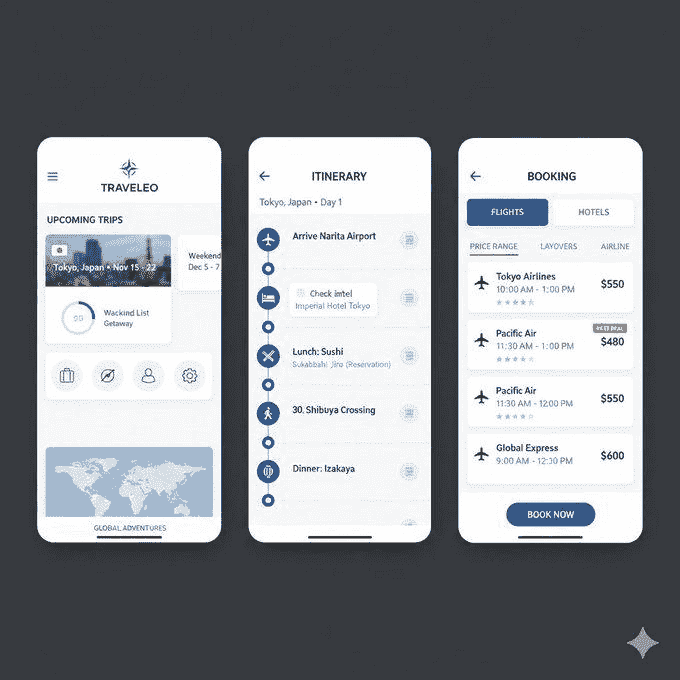 TRAVELEO
UPCOMING TRIPS
Tokyo, Japan • Nov 15 - 22
Weekend
Dec 5 - 7
Wackind List
Getaway
GLOBAL ADVENTURES
ITINERARY
Tokyo, Japan • Day 1
Arrive Narita Airport
Check intel
Imperial Hotel Tokyo
Lunch: Sushi
Sukabbahi Jiro (Reservation)
30. Shibuya Crossing
Dinner: Izakaya
BOOKING
FLIGHTS
HOTELS
PRICE RANGE
LAYOVERS
AIRLINE
Tokyo Airlines
10:00 AM - 1:00 PM
$550
Pacific Air
11:30 AM - 1:00 PM
$480
Pacific Air
11:30 AM - 12:00 PM
$550
Global Express
9:00 AM - 12:30 PM
$600
BOOK NOW